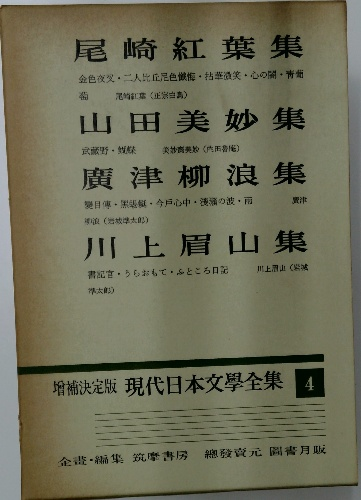 尾崎紅葉集
金色夜叉・二人比丘尼色懺悔・拈華微笑・心の闇・青葡
萄　尾崎紅葉（正宗白鳥）
山田美妙集
武蔵野・蝴蝶　美妙齋美妙（内田魯庵）
廣津柳浪集
變目傳・黑蜴蜓・今戸心中・淺瀬の波・雨　廣津
柳浪（岩城準太郎）
川上眉山集
書記官・うらおもて・ふところ日記　川上眉山（岩城
準太郎）
増補決定版 現代日本文學全集 4
企畫・編集 筑摩書房 總發賣元 圖書月販